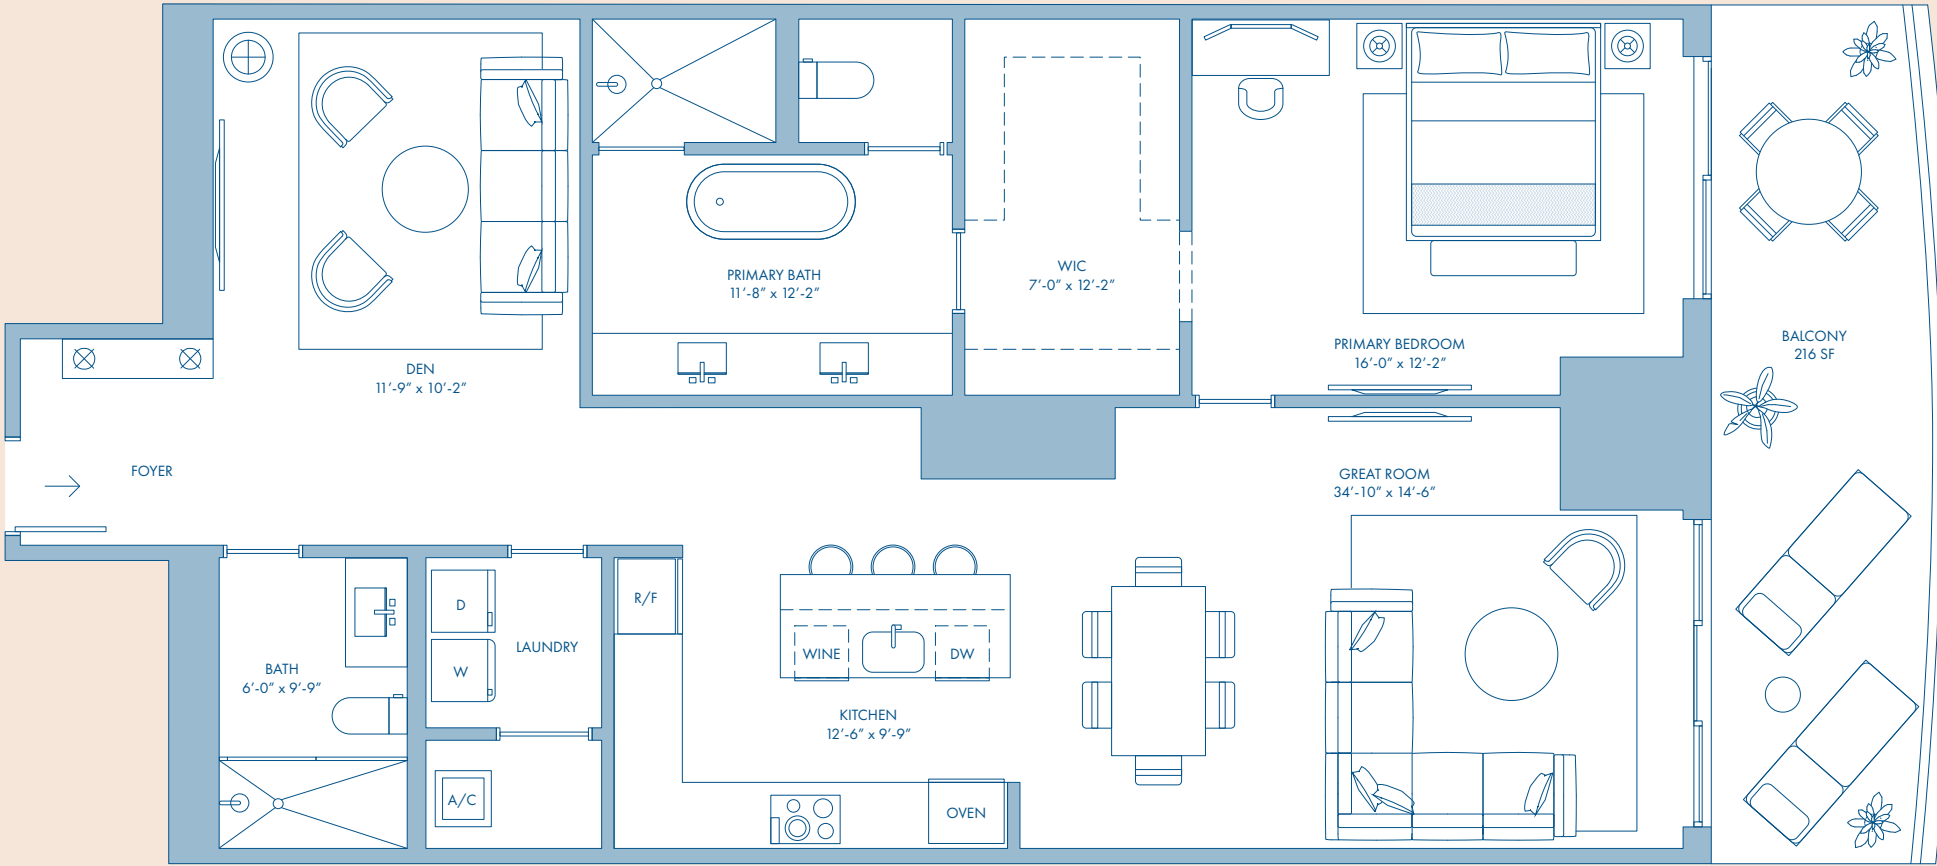 PRIMARY BATH
11'-8" x 12'-2"
WIC
7'-0" x 12'-2"
PRIMARY BEDROOM
16'-0" x 12'-2"
BALCONY
216 SF
DEN
11'-9" x 10'-2"
FOYER
GREAT ROOM
34'-10" x 14'-6"
R/F
D
LAUNDRY
WINE
DW
BATH
6'-0" x 9'-9"
W
KITCHEN
12'-6" x 9'-9"
A/C
OVEN